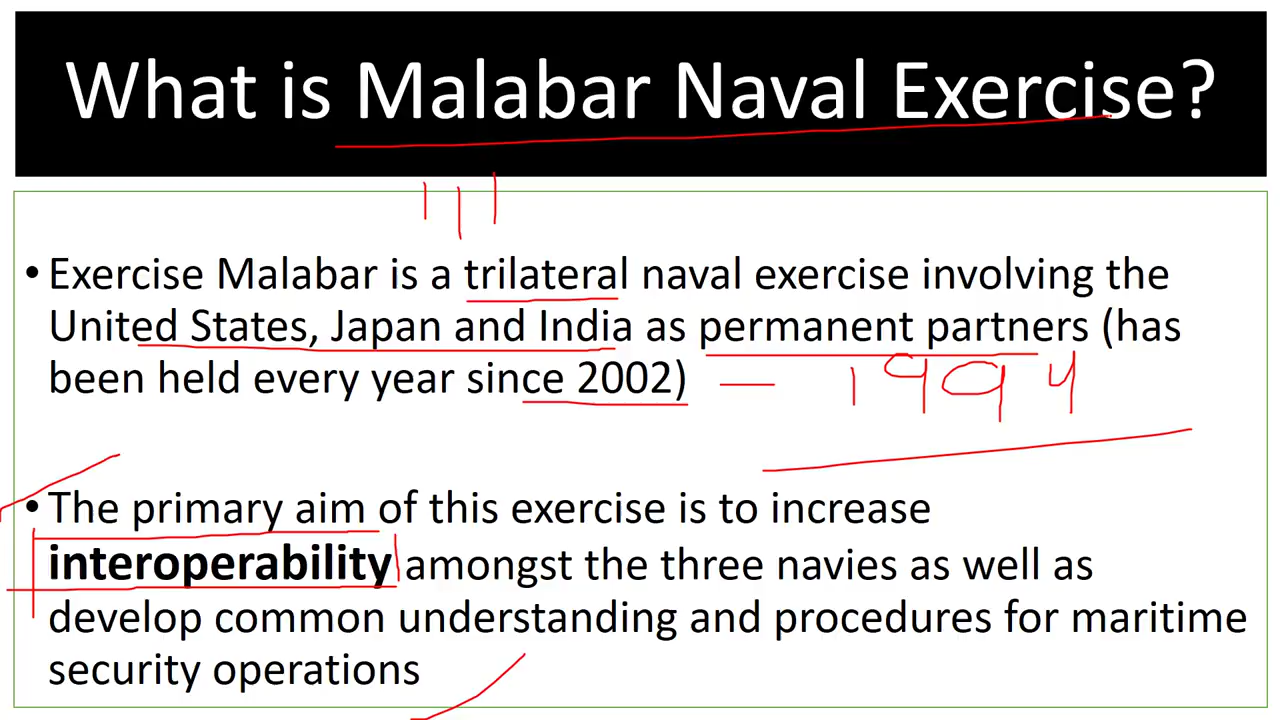 What is Malabar Naval Exercise?
• Exercise Malabar is a trilateral naval exercise involving the
United States, Japan and India as permanent partners (has
been held every year since 2002) — 1994
• The primary aim of this exercise is to increase
interoperability amongst the three navies as well as
develop common understanding and procedures for maritime
security operations